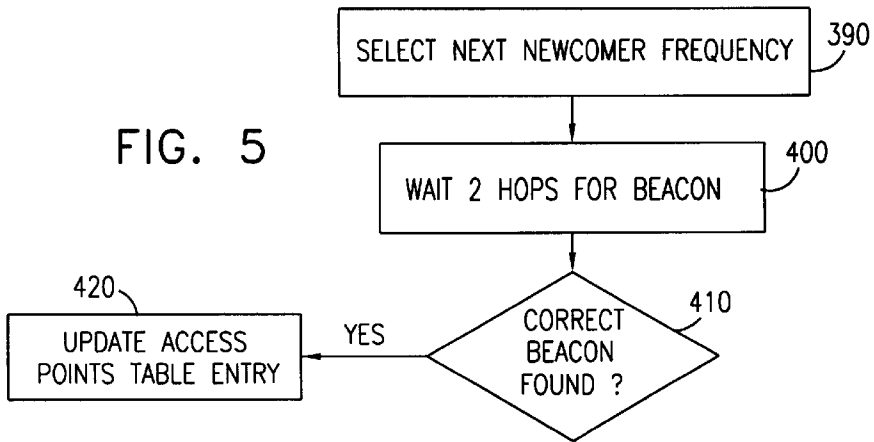 SELECT NEXT NEWCOMER FREQUENCY
390
FIG. 5
WAIT 2 HOPS FOR BEACON
400
420
UPDATE ACCESS
POINTS TABLE ENTRY
YES
CORRECT
BEACON
FOUND ?
410